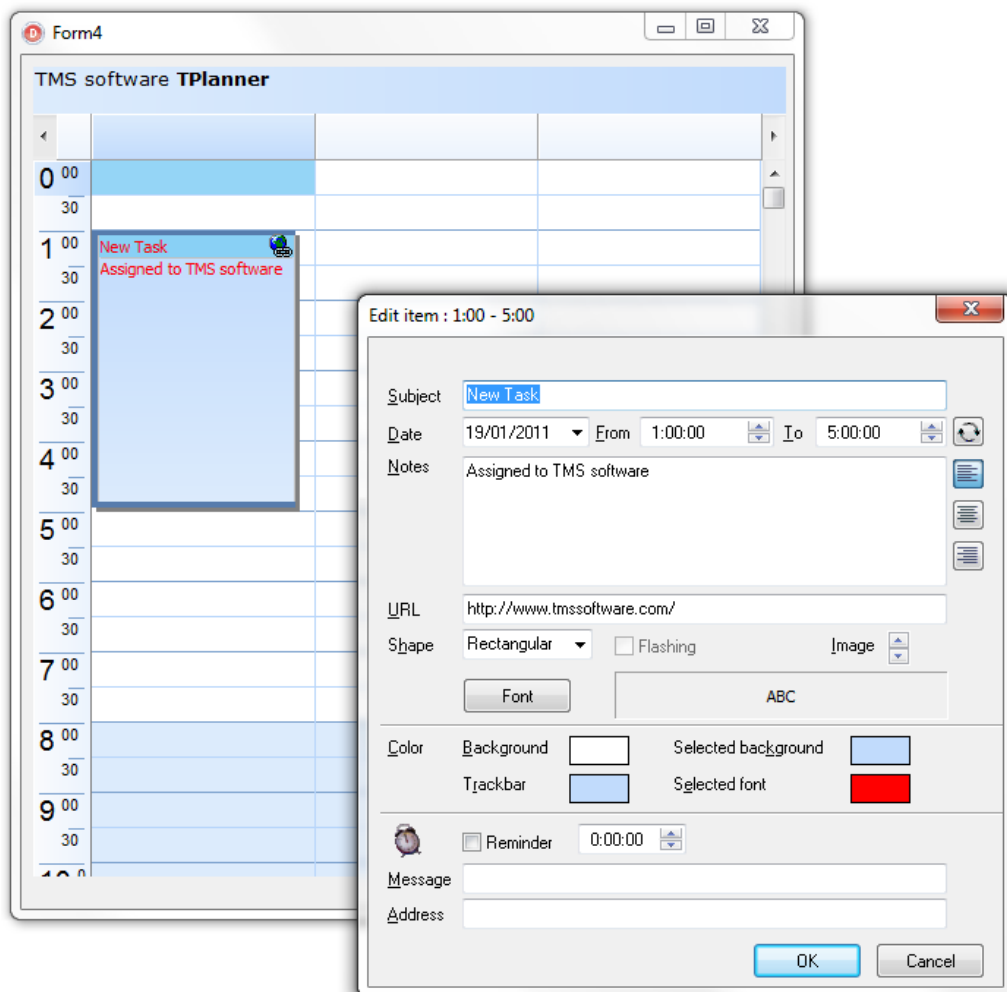 Form4
TMS software TPlanner
0 00
30
1 00
New Task
30
Assigned to TMS software
2 00
30
3 00
30
4 00
30
5 00
30
6 00
30
7 00
30
8 00
30
9 00
30
Edit item : 1:00 - 5:00
Subject New Task
Date 19/01/2011 From 1:00:00 To 5:00:00
Notes Assigned to TMS software
URL http://www.tmssoftware.com/
Shape Rectangular Flashing Image
Font ABC
Color Background Selected background
Trackbar Selected font
Reminder 0:00:00
Message
Address
OK Cancel